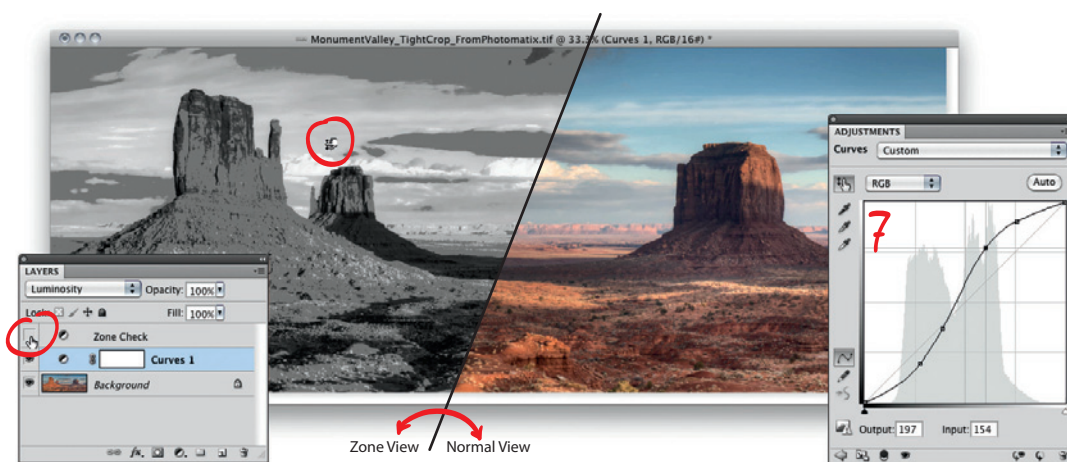 MonumentValley_TightCrop_FromPhotomatix.tif @ 33.3% (Curves 1, RGB/16#) *
ADJUSTMENTS
Curves Custom
RGB Auto
7
Output: 197 Input: 154
LAYERS
Luminosity Opacity: 100%
Lock: Fill: 100%
Zone Check
Curves 1
Background
fx
Zone View Normal View